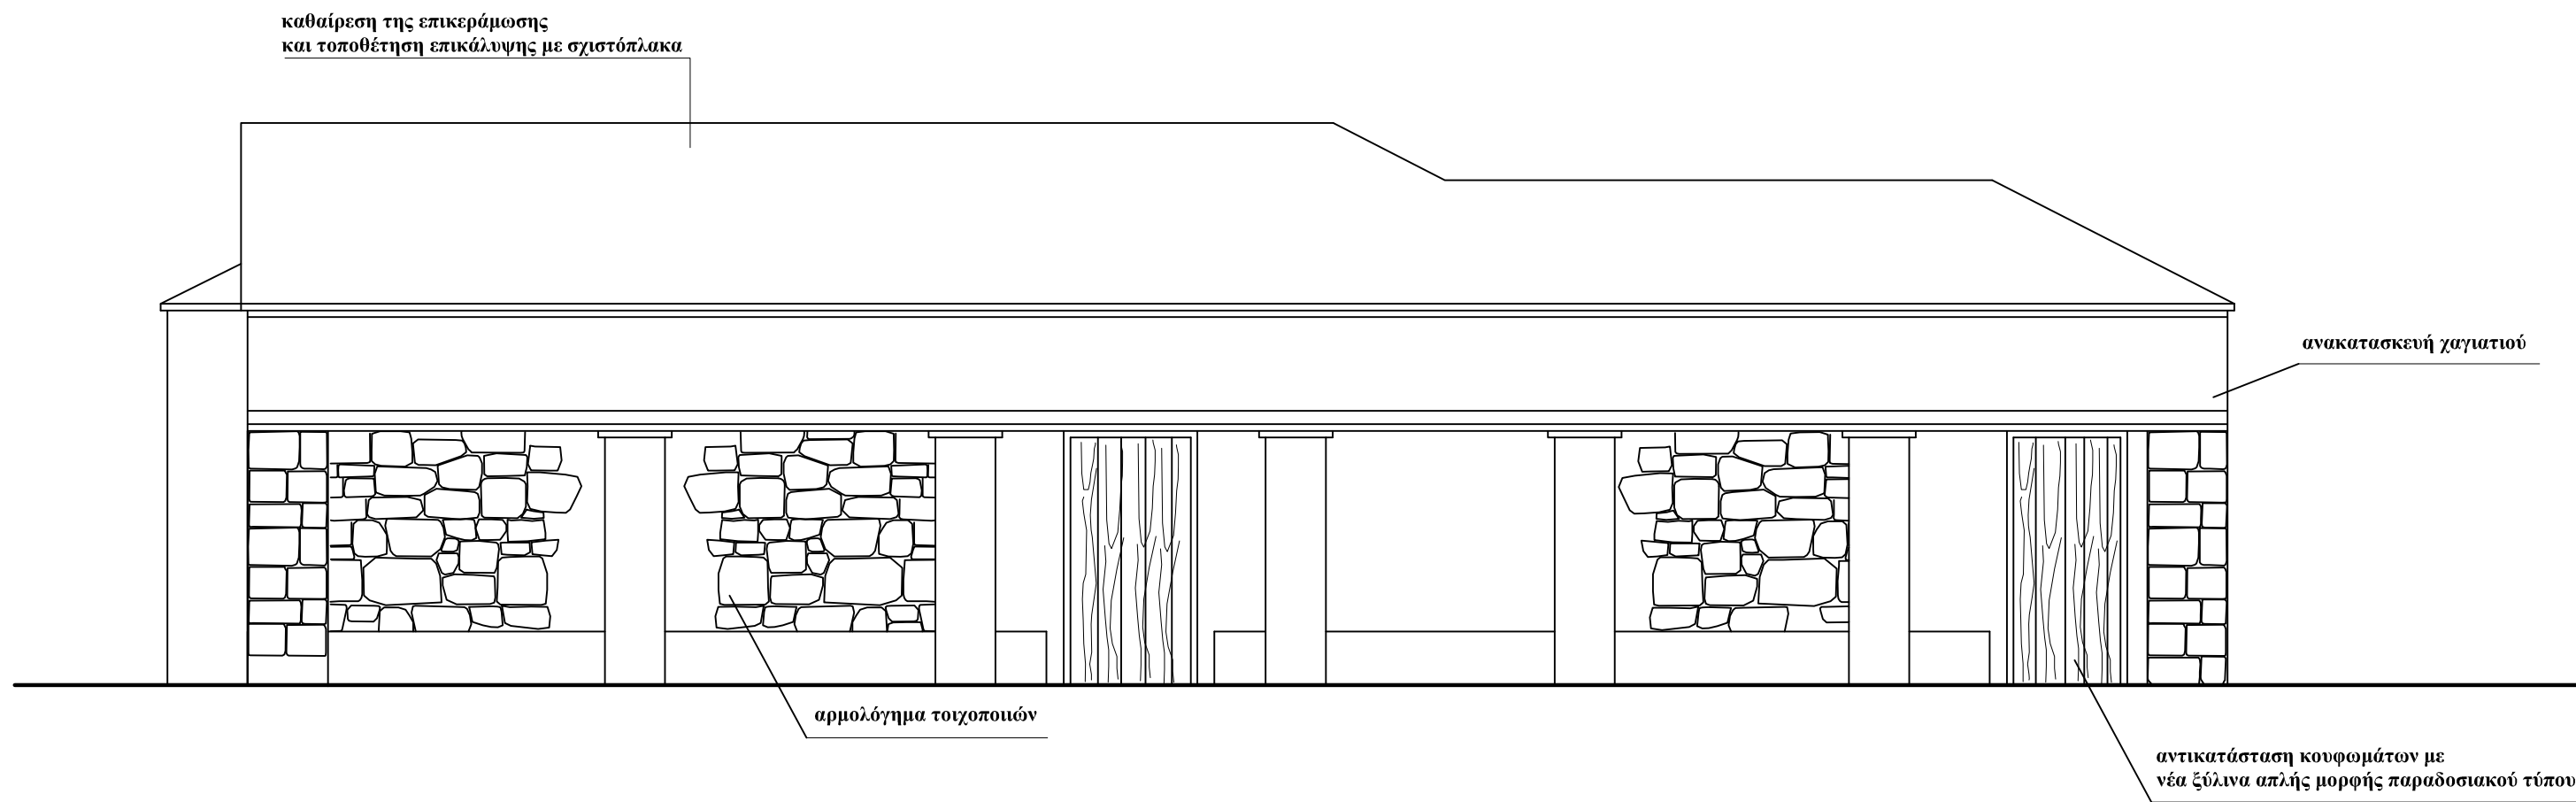 καθαίρεση της επικεράμωσης
και τοποθέτηση επικάλυψης με σχιστόπλακα
ανακατασκευή χαγιατιού
αρμολόγημα τοιχοποιιών
αντικατάσταση κουφωμάτων με
νέα ξύλινα απλής μορφής παραδοσιακού τύπου